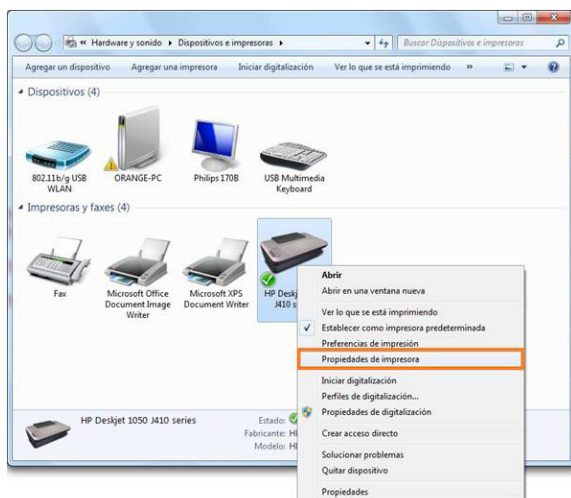 « Hardware y sonido ▸ Dispositivos e impresoras ▸
Buscar Dispositivos e impresoras
Agregar un dispositivo Agregar una impresora Iniciar digitalización Ver lo que se está imprimiendo »
Dispositivos (4)
802.11b/g USB WLAN
ORANGE-PC
Philips 170B
USB Multimedia Keyboard
Impresoras y faxes (4)
Fax
Microsoft Office Document Image Writer
Microsoft XPS Document Writer
HP Deskj
J410 s
Abrir
Abrir en una ventana nueva
Ver lo que se está imprimiendo
Establecer como impresora predeterminada
Preferencias de impresión
Propiedades de impresora
Iniciar digitalización
Perfiles de digitalización...
Propiedades de digitalización
Crear acceso directo
Solucionar problemas
Quitar dispositivo
Propiedades
HP Deskjet 1050 J410 series
Estado:
Fabricante: H
Modelo: H